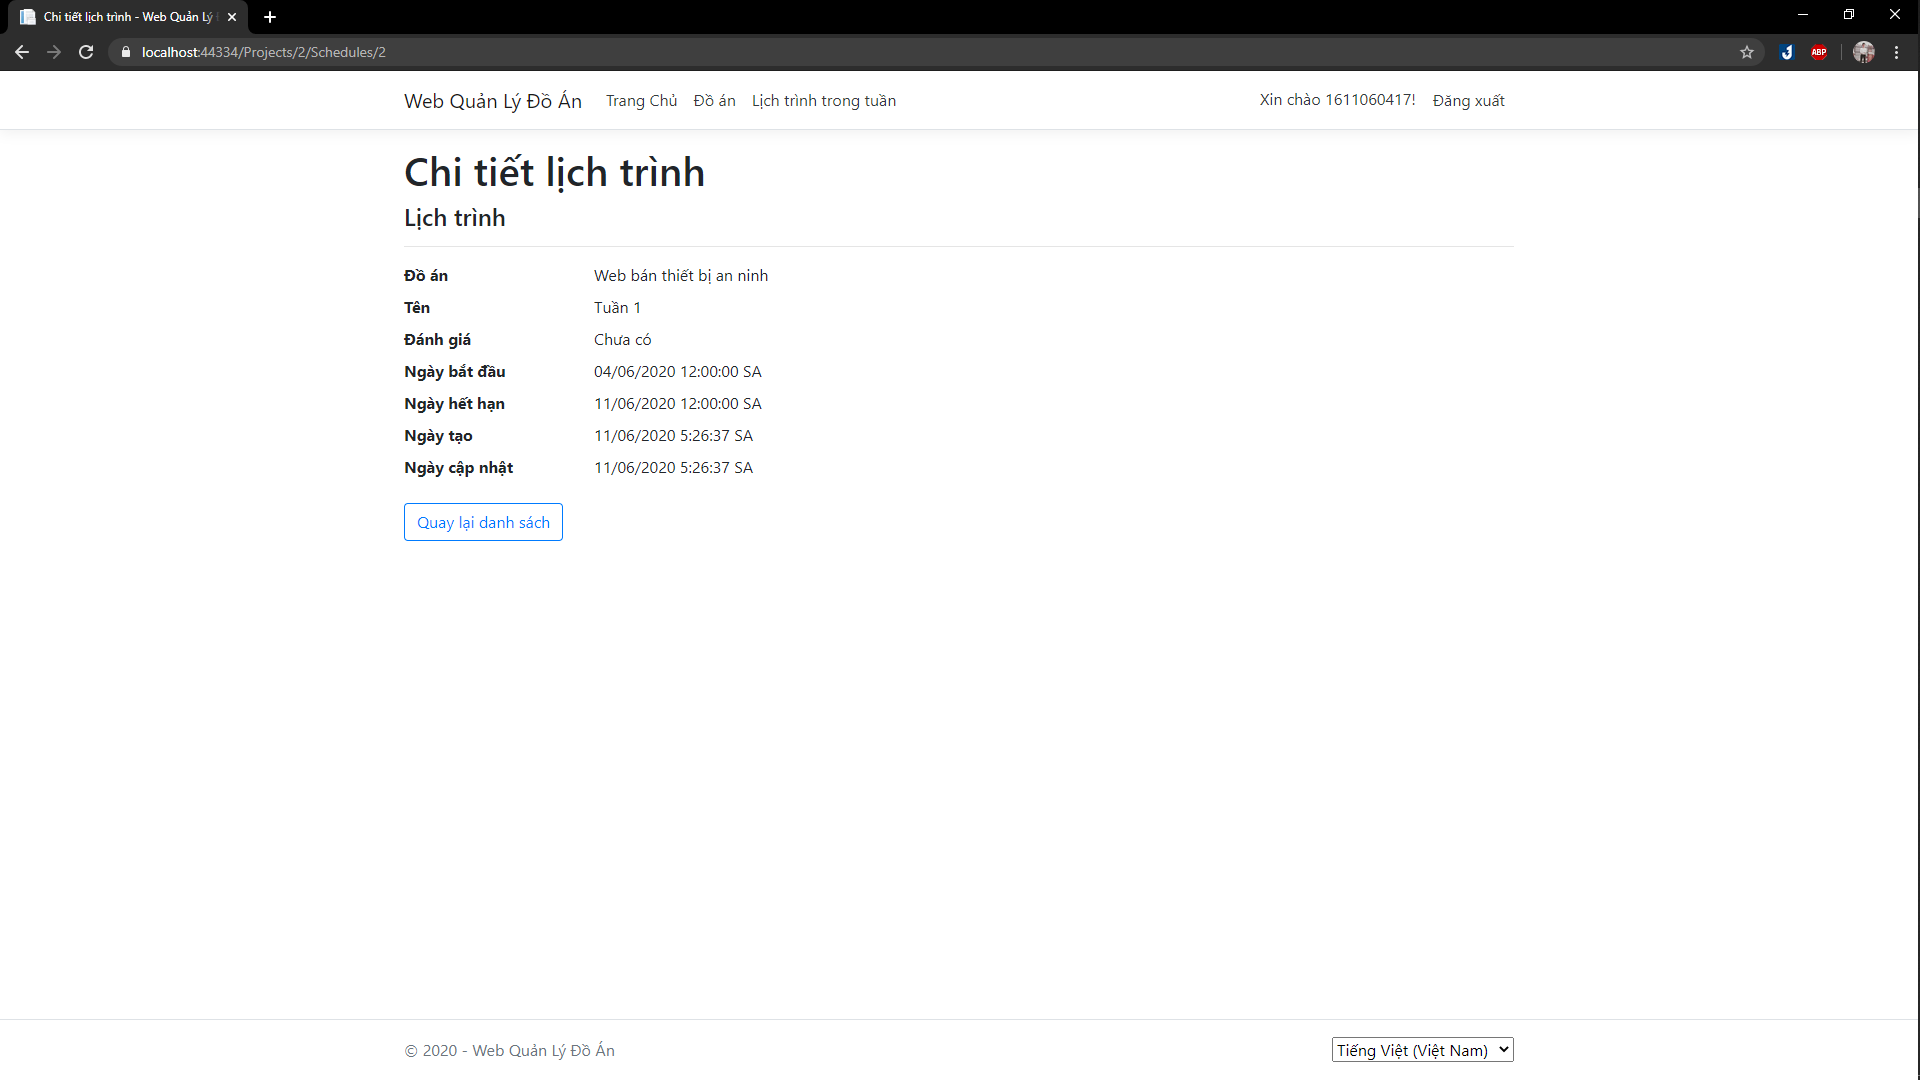 Chi tiết lịch trình - Web Quản Lý
localhost:44334/Projects/2/Schedules/2
ABP
Web Quản Lý Đồ Án Trang Chủ Đồ án Lịch trình trong tuần Xin chào 1611060417! Đăng xuất
Chi tiết lịch trình
Lịch trình
Đồ án Web bán thiết bị an ninh
Tên Tuần 1
Đánh giá Chưa có
Ngày bắt đầu 04/06/2020 12:00:00 SA
Ngày hết hạn 11/06/2020 12:00:00 SA
Ngày tạo 11/06/2020 5:26:37 SA
Ngày cập nhật 11/06/2020 5:26:37 SA
Quay lại danh sách
© 2020 - Web Quản Lý Đồ Án Tiếng Việt (Việt Nam)